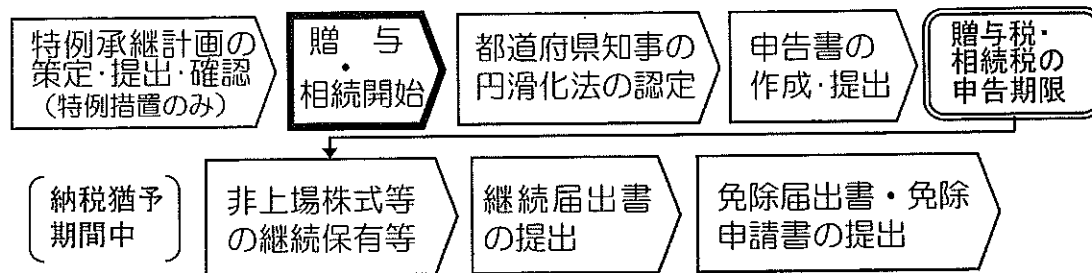 特例承継計画の
策定・提出・確認
(特例措置のみ)
贈与
・
相続開始
都道府県知事の
円滑化法の認定
申告書の
作成・提出
贈与税・
相続税の
申告期限
納税猶予
期間中
非上場株式等
の継続保有等
継続届出書
の提出
免除届出書・免除
申請書の提出